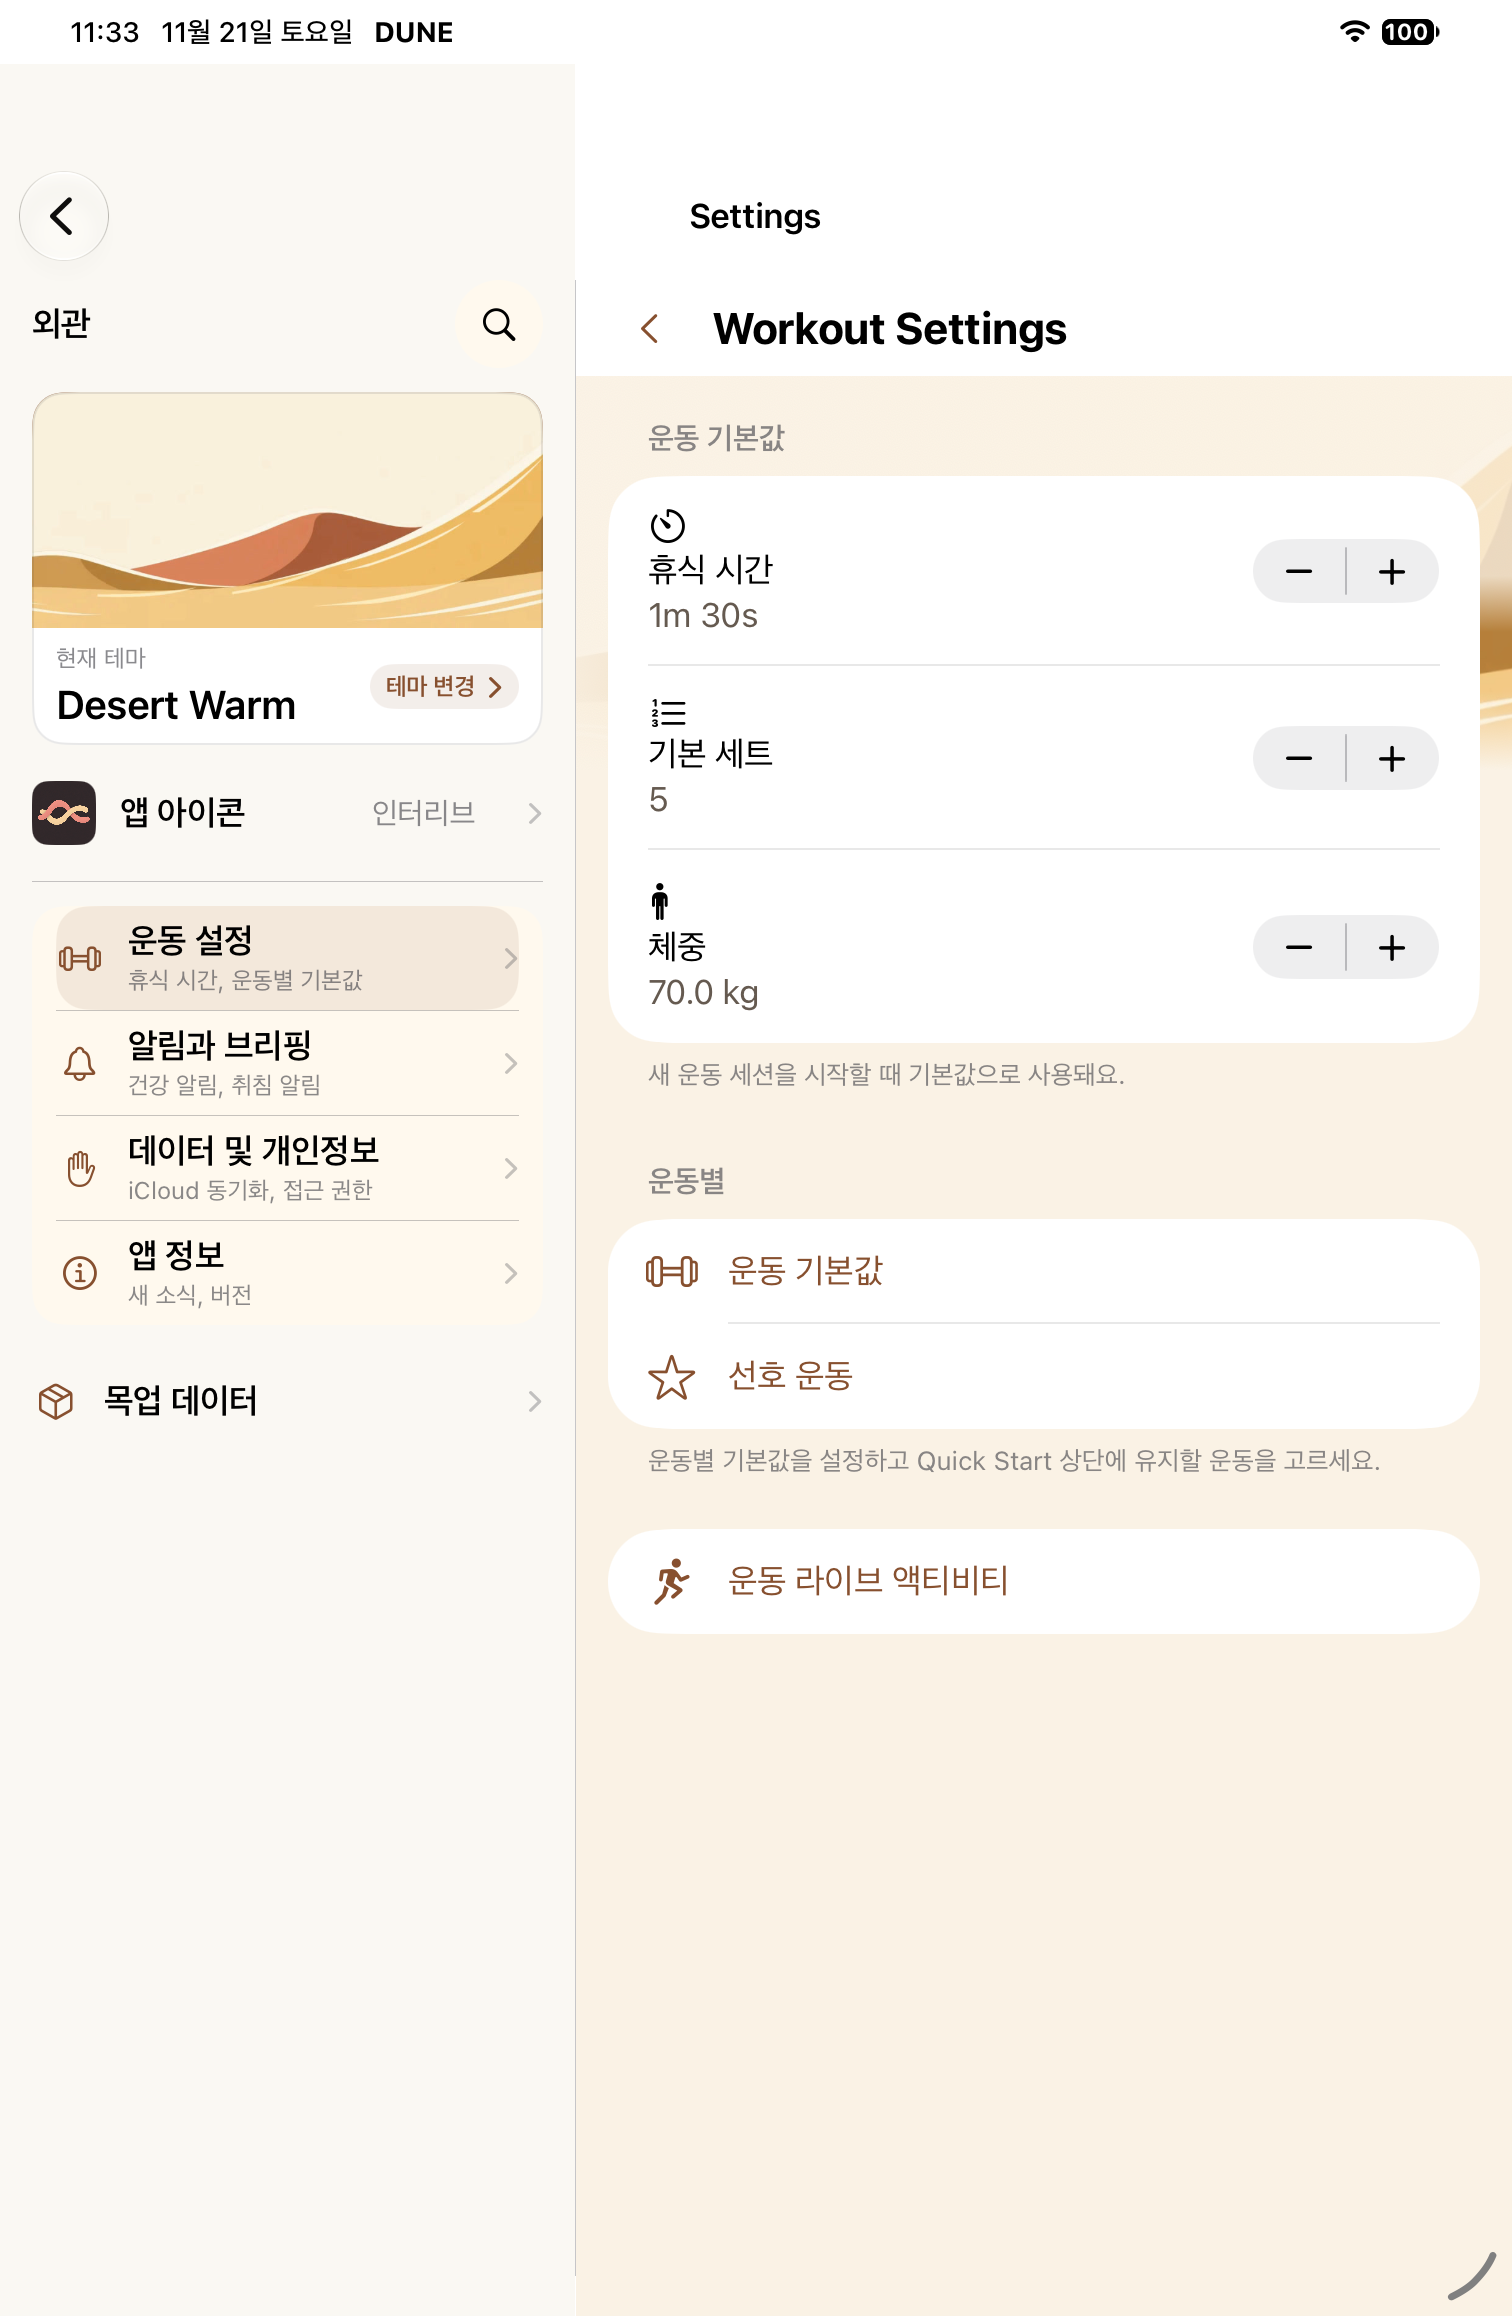 11:33 11월 21일 토요일 DUNE
100
외관
현재 테마
Desert Warm
테마 변경
앱 아이콘 인터리브
운동 설정
휴식 시간, 운동별 기본값
알림과 브리핑
건강 알림, 취침 알림
데이터 및 개인정보
iCloud 동기화, 접근 권한
앱 정보
새 소식, 버전
목업 데이터
Settings
Workout Settings
운동 기본값
휴식 시간
1m 30s
기본 세트
5
체중
70.0 kg
새 운동 세션을 시작할 때 기본값으로 사용돼요.
운동별
운동 기본값
선호 운동
운동별 기본값을 설정하고 Quick Start 상단에 유지할 운동을 고르세요.
운동 라이브 액티비티